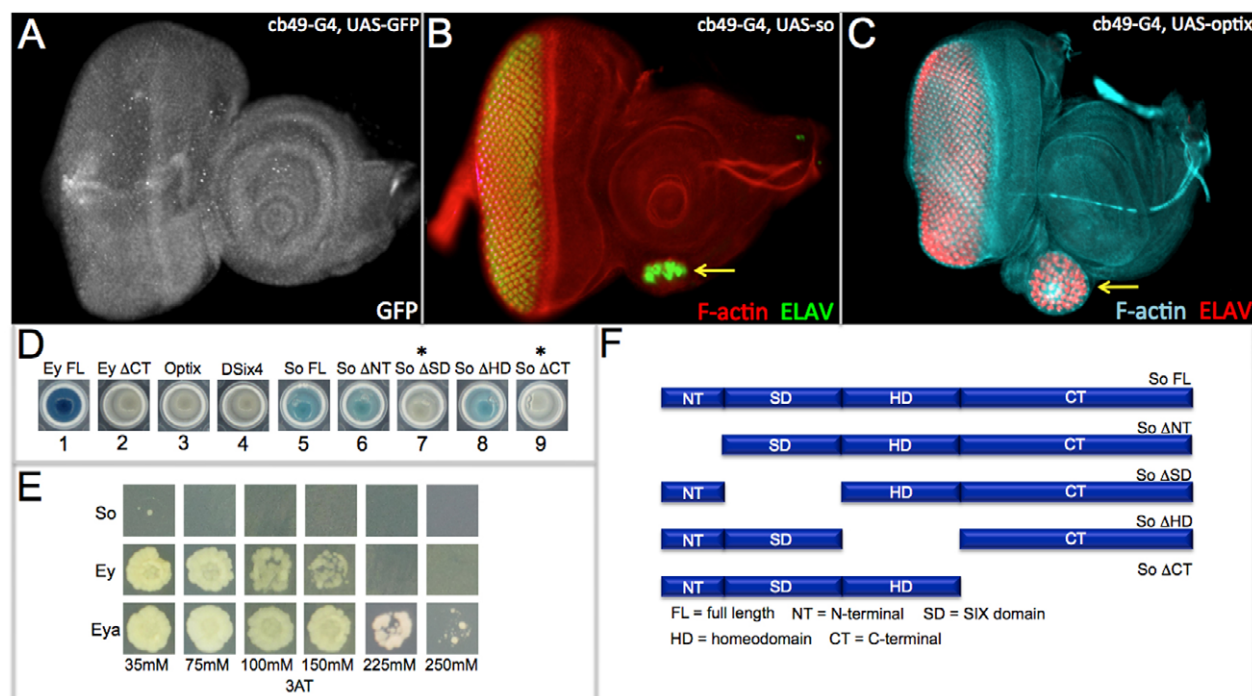 A
cb49-G4, UAS-GFP
GFP
B
cb49-G4, UAS-so
F-actin ELAV
C
cb49-G4, UAS-optix
F-actin ELAV
D
* *
Ey FL Ey ΔCT Optix DSix4 So FL So ΔNT So ΔSD So ΔHD So ΔCT
1 2 3 4 5 6 7 8 9
E
So
Ey
Eya
35mM 75mM 100mM 150mM 225mM 250mM
3AT
F
So FL
NT SD HD CT
So ΔNT
SD HD CT
So ΔSD
NT HD CT
So ΔHD
NT SD CT
So ΔCT
NT SD HD
FL = full length NT = N-terminal SD = SIX domain
HD = homeodomain CT = C-terminal